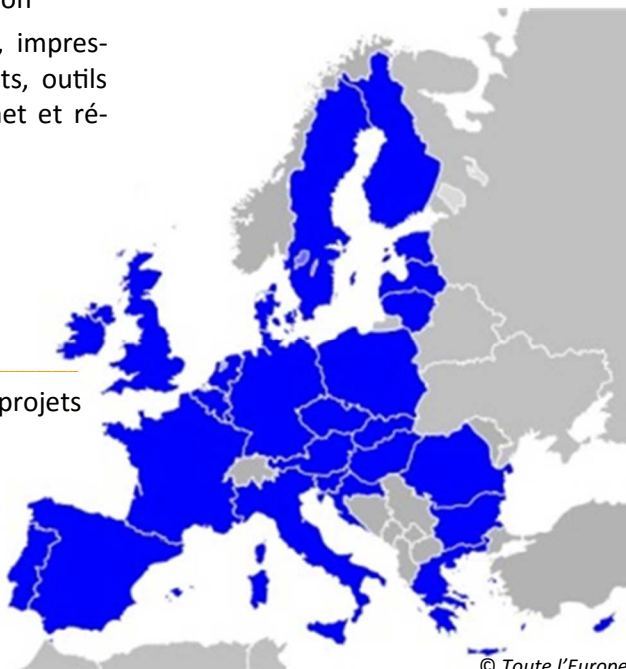 on
, impres-
ts, outils
net et ré-
projets
© Toute l’Europe